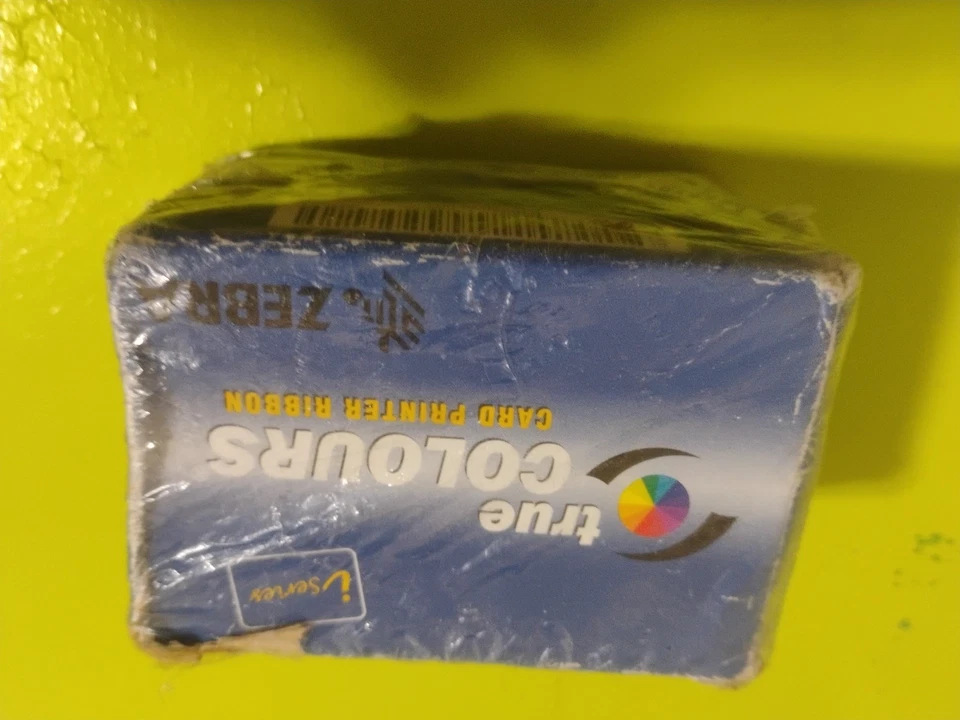 i series
true
COLOURS
CARD PRINTER RIBBON
ZEBRA